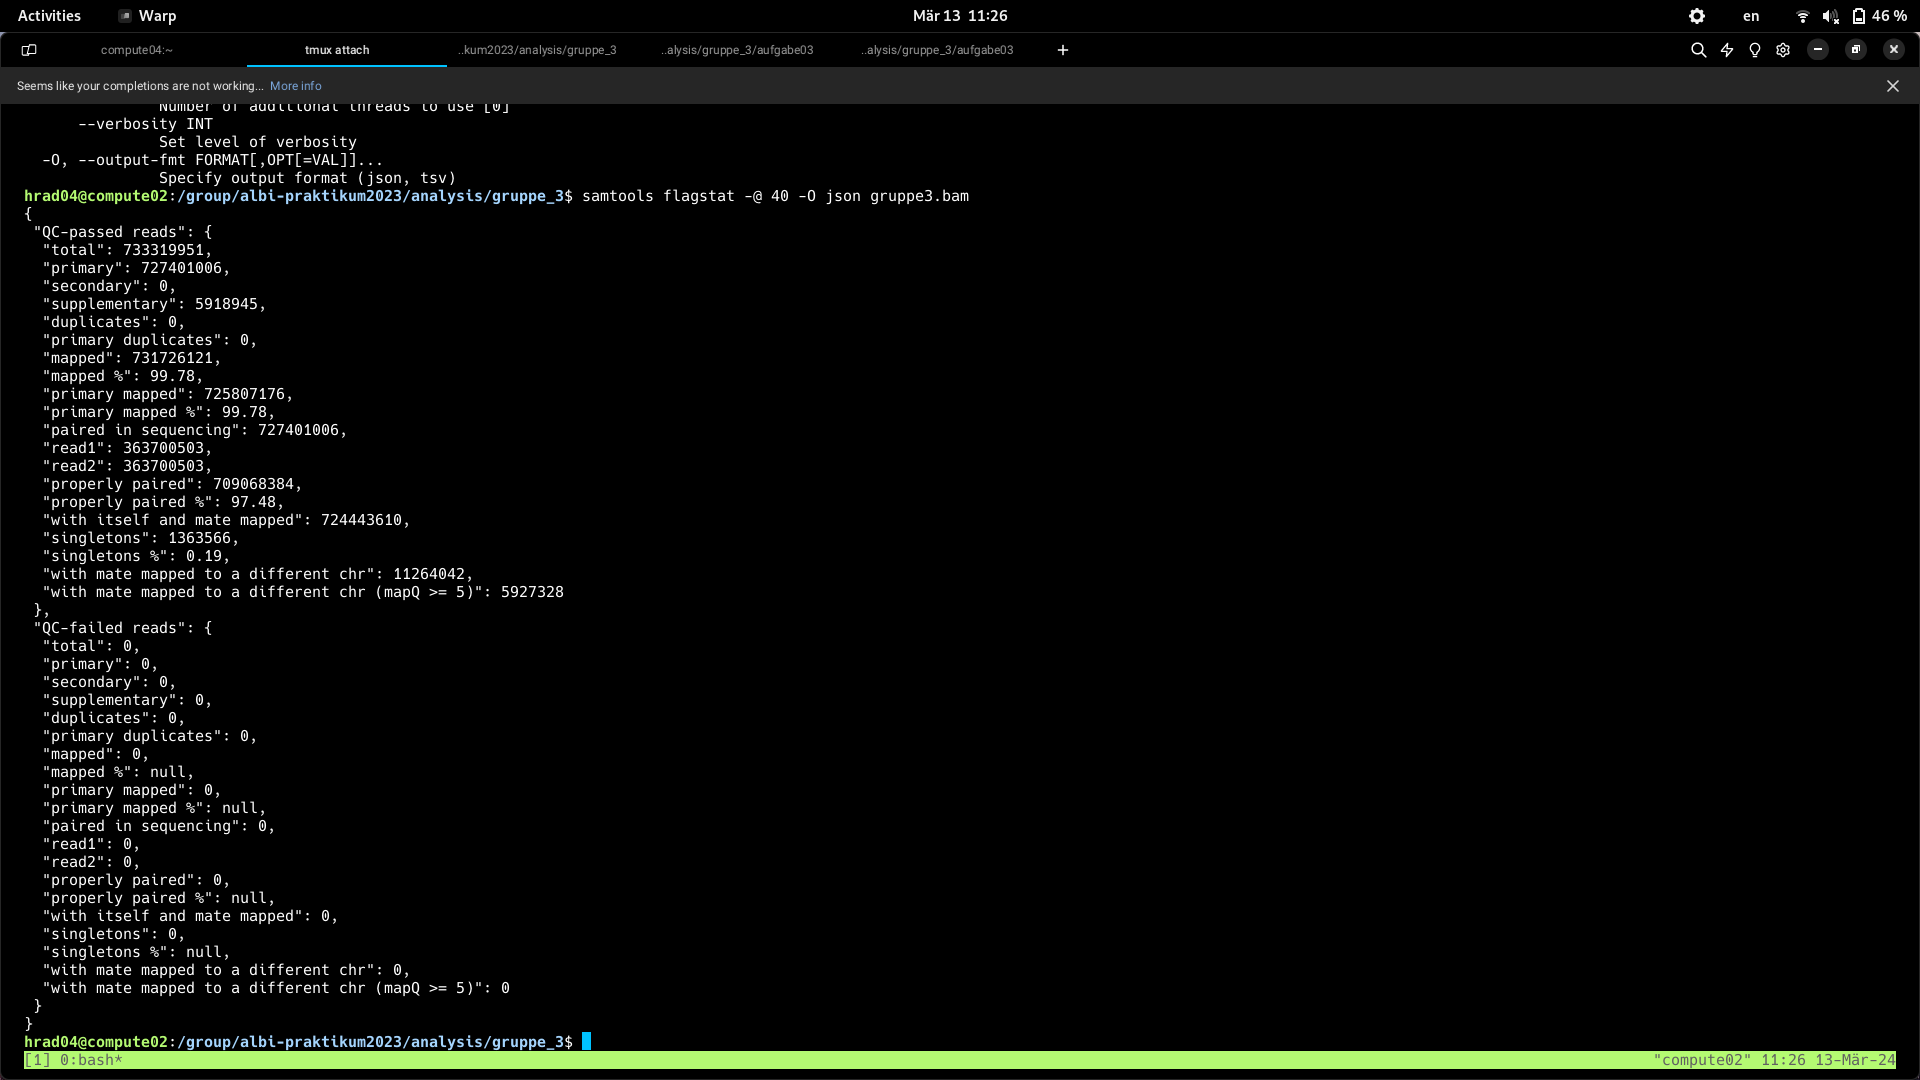 Activities Warp Mär 13 11:26 en 46 %
compute04:~ tmux attach ..kum2023/analysis/gruppe_3 ..alysis/gruppe_3/aufgabe03 ..alysis/gruppe_3/aufgabe03 +
Seems like your completions are not working... More info
Number of additional threads to use [0]
--verbosity INT
Set level of verbosity
-O, --output-fmt FORMAT[,OPT[=VAL]]...
Specify output format (json, tsv)
hrad04@compute02:/group/albi-praktikum2023/analysis/gruppe_3$ samtools flagstat -@ 40 -O json gruppe3.bam
{
"QC-passed reads": {
"total": 733319951,
"primary": 727401006,
"secondary": 0,
"supplementary": 5918945,
"duplicates": 0,
"primary duplicates": 0,
"mapped": 731726121,
"mapped %": 99.78,
"primary mapped": 725807176,
"primary mapped %": 99.78,
"paired in sequencing": 727401006,
"read1": 363700503,
"read2": 363700503,
"properly paired": 709068384,
"properly paired %": 97.48,
"with itself and mate mapped": 724443610,
"singletons": 1363566,
"singletons %": 0.19,
"with mate mapped to a different chr": 11264042,
"with mate mapped to a different chr (mapQ >= 5)": 5927328
},
"QC-failed reads": {
"total": 0,
"primary": 0,
"secondary": 0,
"supplementary": 0,
"duplicates": 0,
"primary duplicates": 0,
"mapped": 0,
"mapped %": null,
"primary mapped": 0,
"primary mapped %": null,
"paired in sequencing": 0,
"read1": 0,
"read2": 0,
"properly paired": 0,
"properly paired %": null,
"with itself and mate mapped": 0,
"singletons": 0,
"singletons %": null,
"with mate mapped to a different chr": 0,
"with mate mapped to a different chr (mapQ >= 5)": 0
}
}
hrad04@compute02:/group/albi-praktikum2023/analysis/gruppe_3$
[1] 0:bash* "compute02" 11:26 13-Mär-24